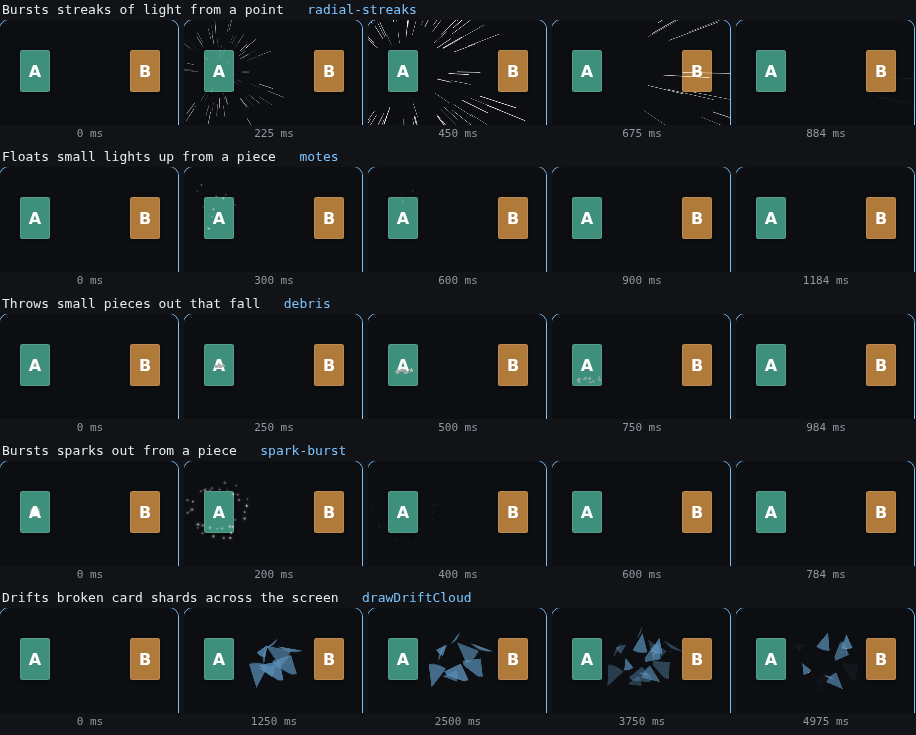 Bursts streaks of light from a point radial-streaks
A B A B A B A B A B
0 ms 225 ms 450 ms 675 ms 884 ms
Floats small lights up from a piece motes
A B A B A B A B A B
0 ms 300 ms 600 ms 900 ms 1184 ms
Throws small pieces out that fall debris
A B A B A B A B A B
0 ms 250 ms 500 ms 750 ms 984 ms
Bursts sparks out from a piece spark-burst
A B A B A B A B A B
0 ms 200 ms 400 ms 600 ms 784 ms
Drifts broken card shards across the screen drawDriftCloud
A B A B A B A B B
0 ms 1250 ms 2500 ms 3750 ms 4975 ms